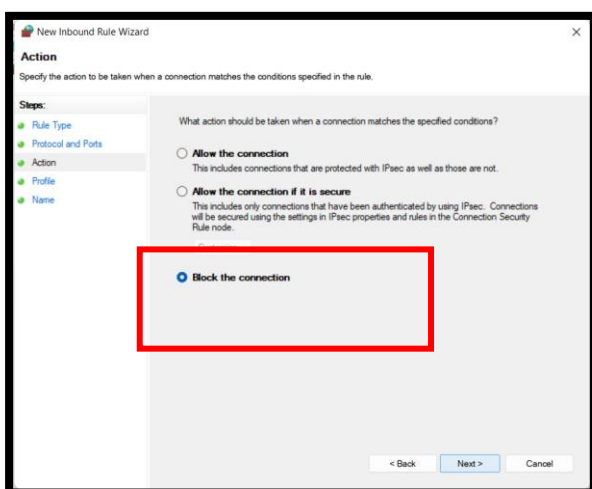 New Inbound Rule Wizard
Action
Specify the action to be taken when a connection matches the conditions specified in the rule.
Steps:
Rule Type
Protocol and Ports
Action
Profile
Name
What action should be taken when a connection matches the specified conditions?
Allow the connection
This includes connections that are protected with IPsec as well as those are not.
Allow the connection if it is secure
This includes only connections that have been authenticated by using IPsec. Connections
will be secured using the settings in IPsec properties and rules in the Connection Security
Rule node.
Block the connection
< Back
Next >
Cancel